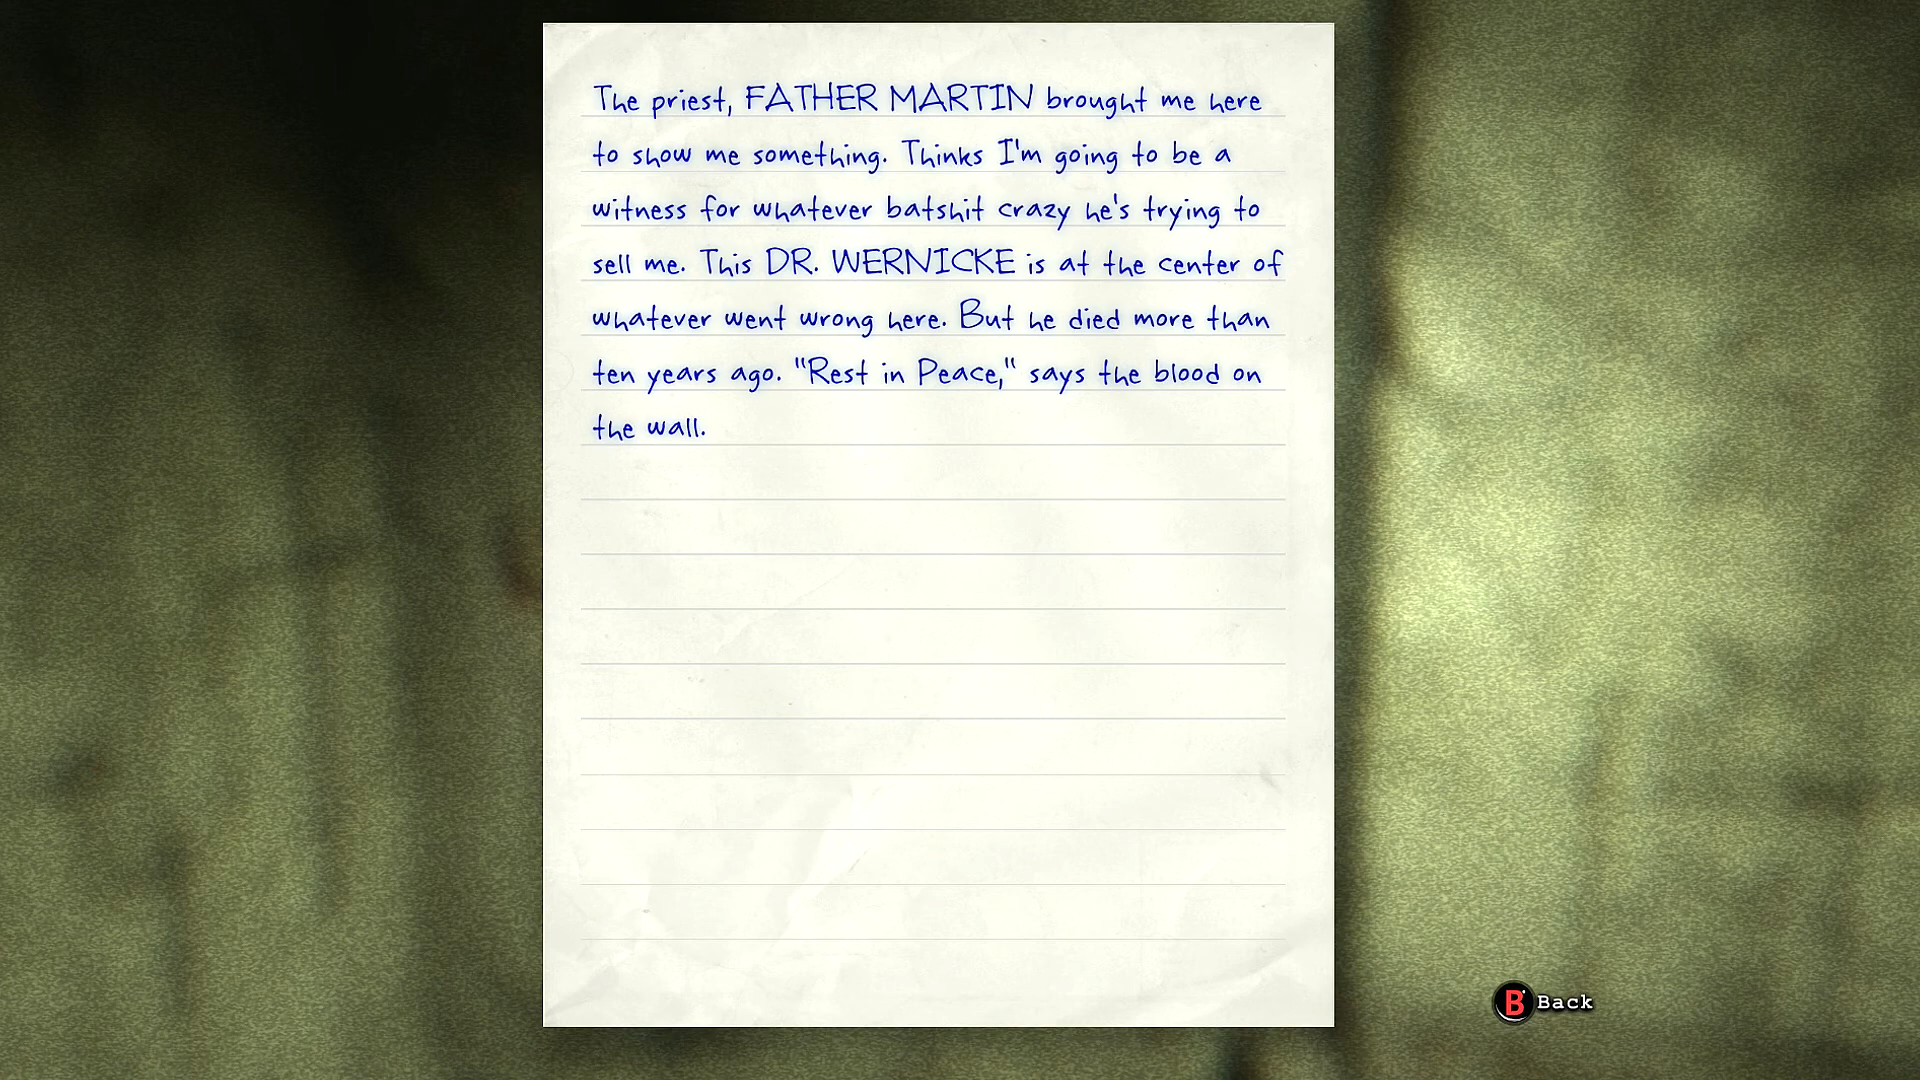 The priest, FATHER MARTIN brought me here
to show me something. Thinks I'm going to be a
witness for whatever batshit crazy he's trying to
sell me. This DR. WERNICKE is at the center of
whatever went wrong here. But he died more than
ten years ago. "Rest in Peace," says the blood on
the wall.
B Back